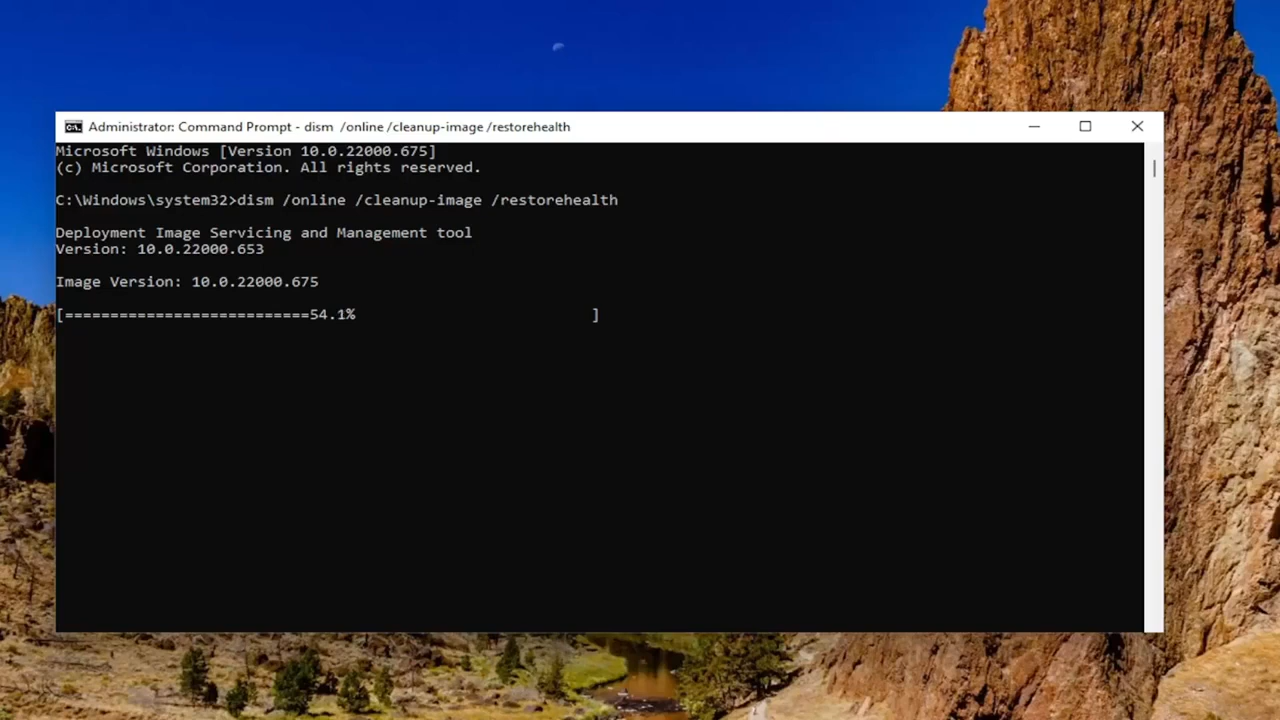 Administrator: Command Prompt - dism  /online /cleanup-image /restorehealth
Microsoft Windows [Version 10.0.22000.675]
(c) Microsoft Corporation. All rights reserved.
C:\Windows\system32>dism /online /cleanup-image /restorehealth
Deployment Image Servicing and Management tool
Version: 10.0.22000.653
Image Version: 10.0.22000.675
[===========================54.1%                          ]